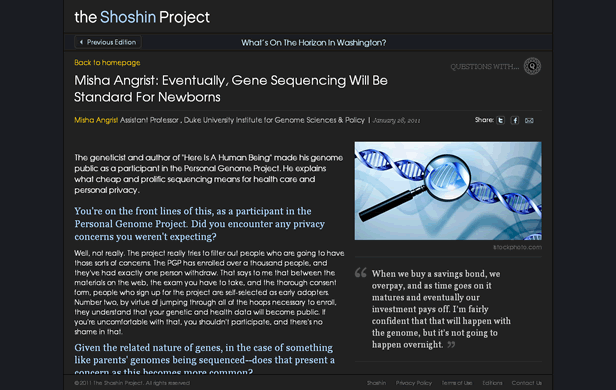 the Shoshin Project
Previous Edition
What's On The Horizon In Washington?
Back to homepage
QUESTIONS WITH...
Q
Misha Angrist: Eventually, Gene Sequencing Will Be
Standard For Newborns
Misha Angrist Assistant Professor , Duke University Institute for Genome Sciences & Policy | January 28, 2011
Share:
The geneticist and author of "Here Is A Human Being" made his genome
public as a participant in the Personal Genome Project. He explains
what cheap and prolific sequencing means for health care and
personal privacy.
You're on the front lines of this, as a participant in the
Personal Genome Project. Did you encounter any privacy
concerns you weren't expecting?
Well, not really. The project really tries to filter out people who are going to have
those sorts of concerns. The PGP has enrolled over a thousand people, and
they've had exactly one person withdraw. That says to me that between the
materials on the web, the exam you have to take, and the thorough consent
form, people who sign up for the project are self-selected as early adopters.
Number two, by virtue of jumping through all of the hoops necessary to enroll,
they understand that your genetic and health data will become public. If
you're uncomfortable with that, you shouldn't participate, and there's no
shame in that.
Given the related nature of genes, in the case of something
like parents' genomes being sequenced--does that present a
concern as this becomes more common?
istockphoto.com
“ When we buy a savings bond, we
overpay, and as time goes on it
matures and eventually our
investment pays off. I'm fairly
confident that that will happen with
the genome, but it's not going to
happen overnight. ”
©2011 The Shoshin Project. All rights reserved
Shoshin
Privacy Policy
Terms of Use
Editions
Contact Us